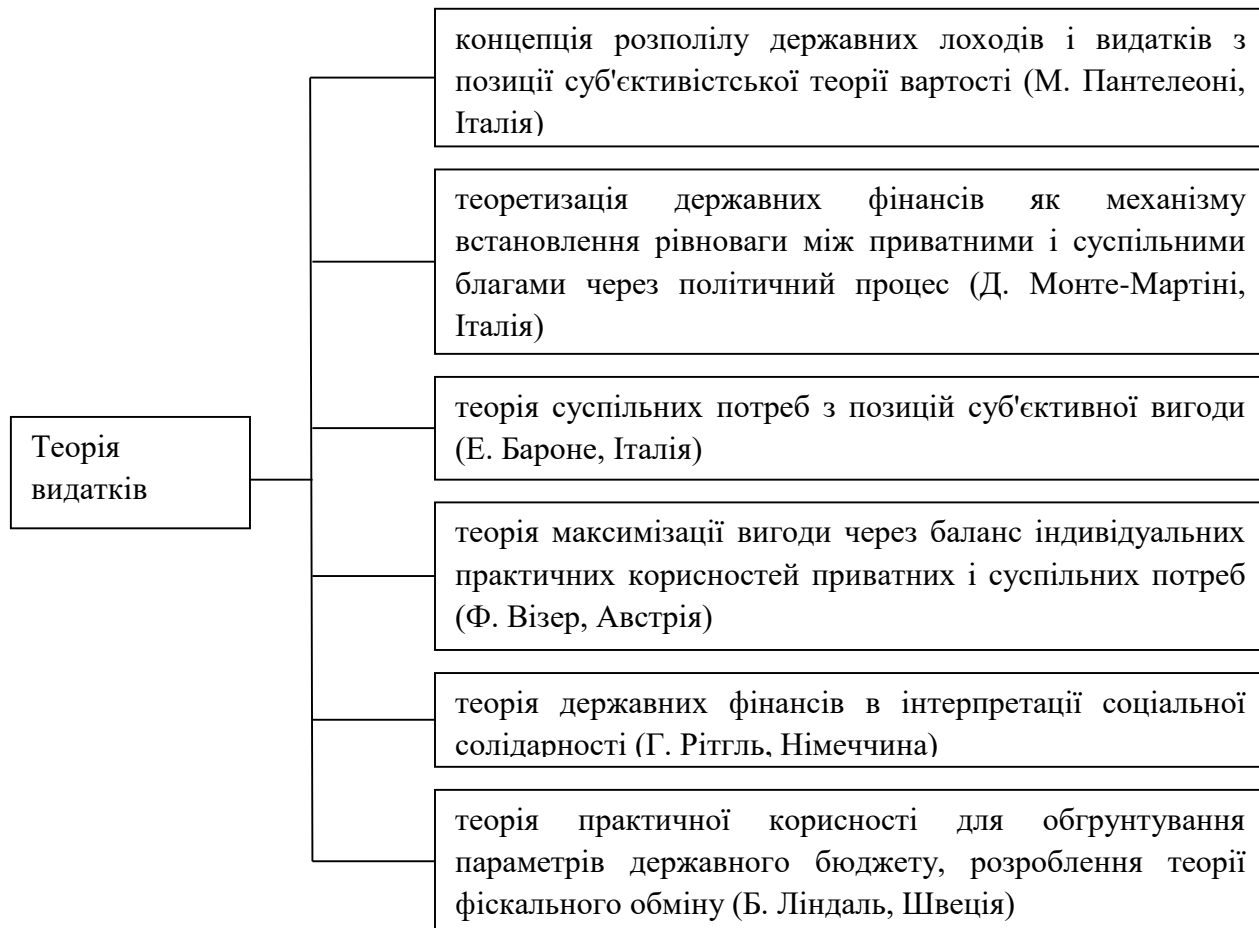 концепція розполілу державних лоходів і видатків з
позиції суб'єктивістської теорії вартості (М. Пантелеоні,
Італія)
теоретизація державних фінансів як механізму
встановлення рівноваги між приватними і суспільними
благами через політичний процес (Д. Монте-Мартіні,
Італія)
теорія суспільних потреб з позицій суб'єктивної вигоди
(Е. Бароне, Італія)
Теорія
видатків
теорія максимізації вигоди через баланс індивідуальних
практичних корисностей приватних і суспільних потреб
(Ф. Візер, Австрія)
теорія державних фінансів в інтерпретації соціальної
солідарності (Г. Рітгль, Німеччина)
теорія практичної корисності для обгрунтування
параметрів державного бюджету, розроблення теорії
фіскального обміну (Б. Ліндаль, Швеція)